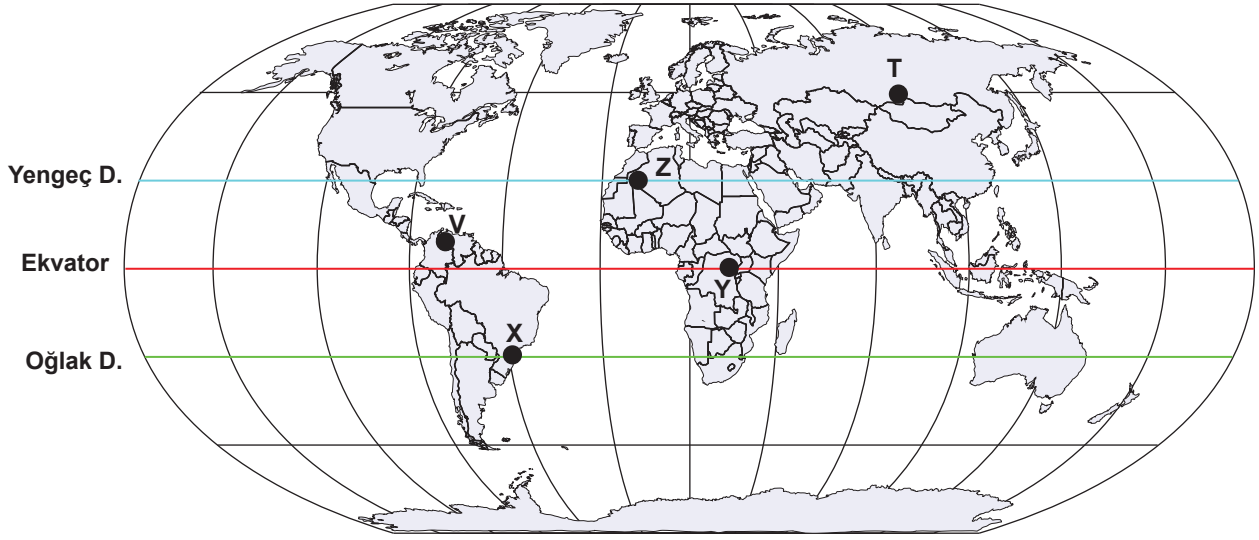 T
Yengeç D.
Z
V
Ekvator
Y
X
Oğlak D.